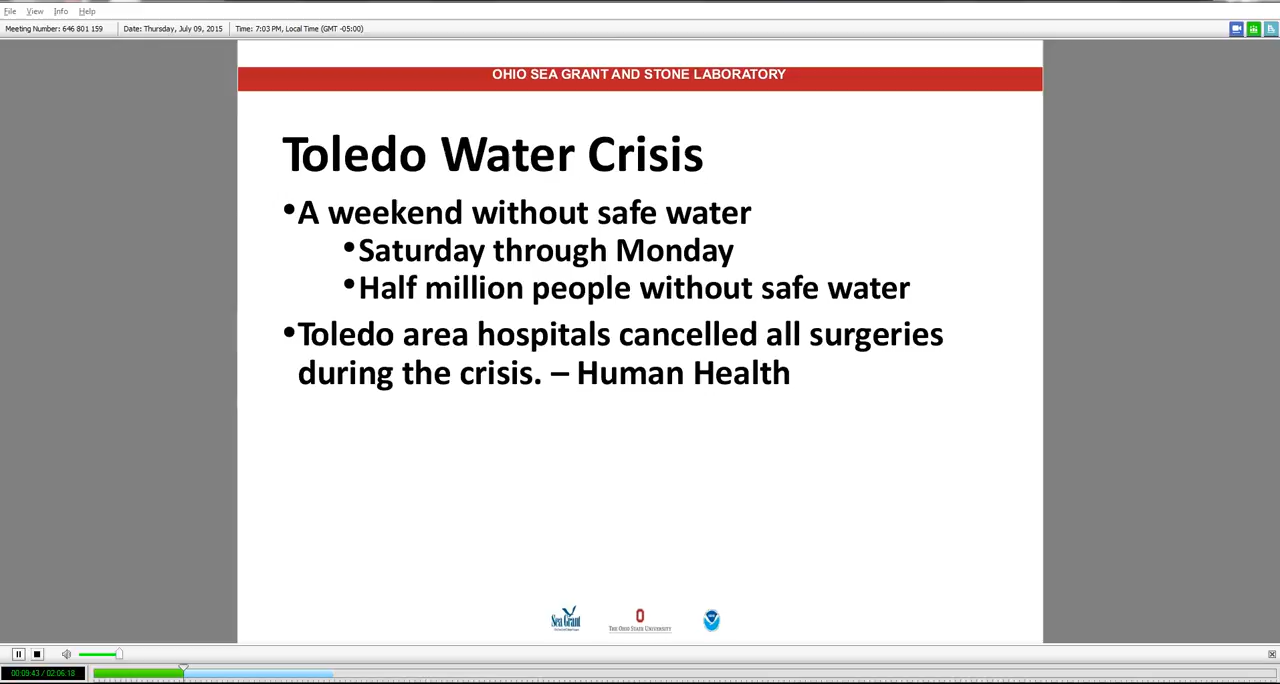 File View Info Help
Meeting Number: 646 801 159 Date: Thursday, July 09, 2015 Time: 7:03 PM, Local Time (GMT -05:00)
OHIO SEA GRANT AND STONE LABORATORY
Toledo Water Crisis
•A weekend without safe water
•Saturday through Monday
•Half million people without safe water
•Toledo area hospitals cancelled all surgeries
during the crisis. – Human Health
Sea Grant
THE OHIO STATE UNIVERSITY
00:09:43 / 02:06:18